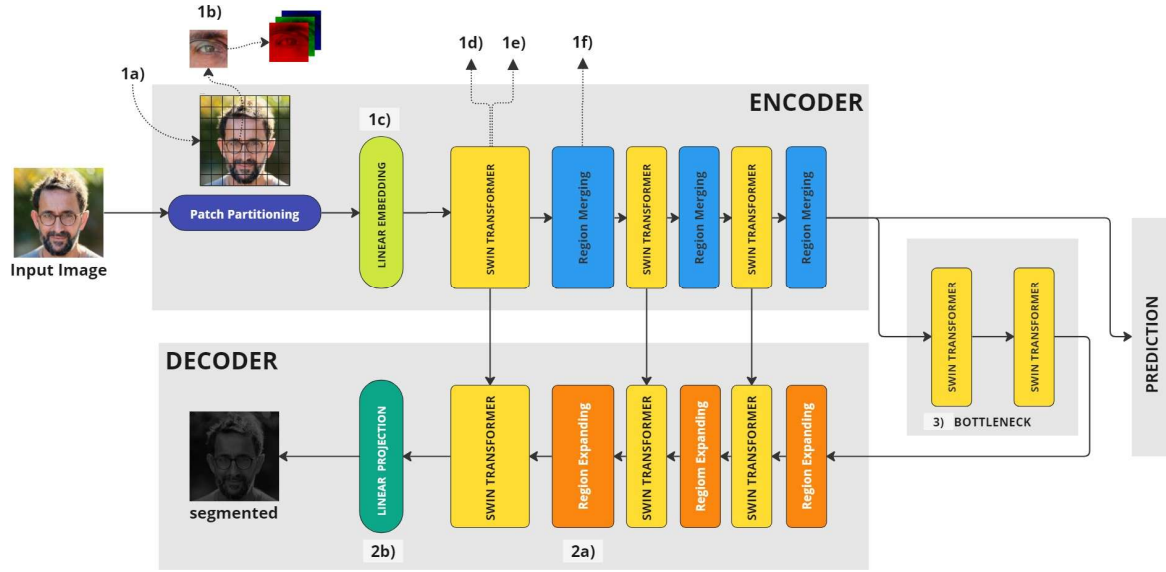 1b)
1d)
1e)
1f)
1a)
ENCODER
1c)
Patch Partitioning
LINEAR EMBEDDING
SWIN TRANSFORMER
Region Merging
SWIN TRANSFORMER
Region Merging
SWIN TRANSFORMER
Region Merging
Input Image
SWIN TRANSFORMER
SWIN TRANSFORMER
3) BOTTLENECK
PREDICTION
DECODER
LINEAR PROJECTION
SWIN TRANSFORMER
Region Expanding
SWIN TRANSFORMER
Regiom Expanding
SWIN TRANSFORMER
Region Expanding
segmented
2b)
2a)